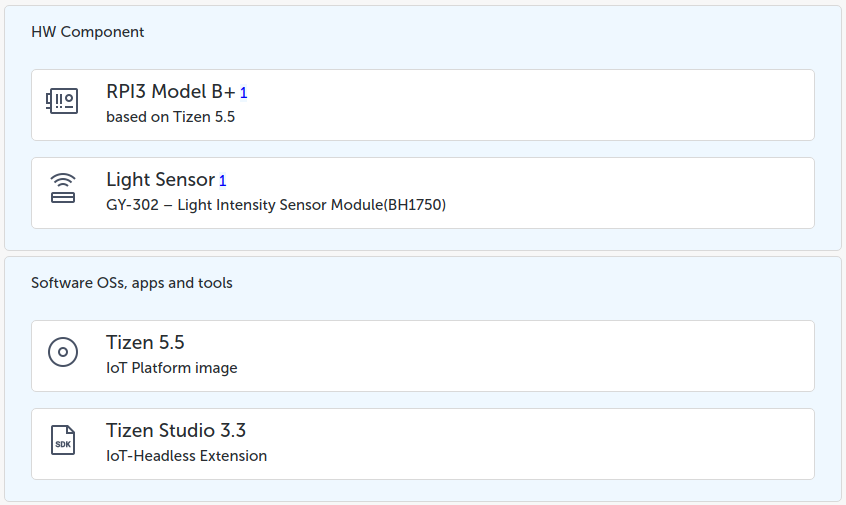 HW Component
RPI3 Model B+ 1
based on Tizen 5.5
Light Sensor 1
GY-302 – Light Intensity Sensor Module(BH1750)
Software OSs, apps and tools
Tizen 5.5
IoT Platform image
SDK
Tizen Studio 3.3
IoT-Headless Extension